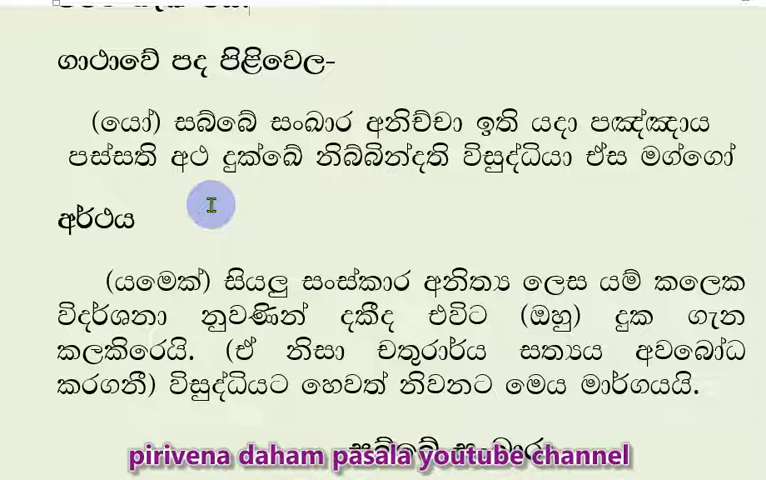 ගාථාවේ පද පිළිවෙල-
(යෝ) සබ්බේ සංඛාර අනිච්චා ඉති යදා පඤ්ඤාය
පස්සති අථ දුක්ඛේ නිබ්බින්දති විසුද්ධියා ඒස මග්ගෝ
අර්ථය
(යමෙක්) සියලු සංස්කාර අනිත්‍ය ලෙස යම් කලෙක
විදර්ශනා නුවණින් දකීද එවිට (ඔහු) දුක ගැන
කලකිරෙයි. (ඒ නිසා චතුරාර්ය සත්‍යය අවබෝධ
කරගනී) විසුද්ධියට හෙවත් නිවනට මෙය මාර්ගයයි.
සබ්බේ සංඛාරා
pirivena daham pasala youtube channel